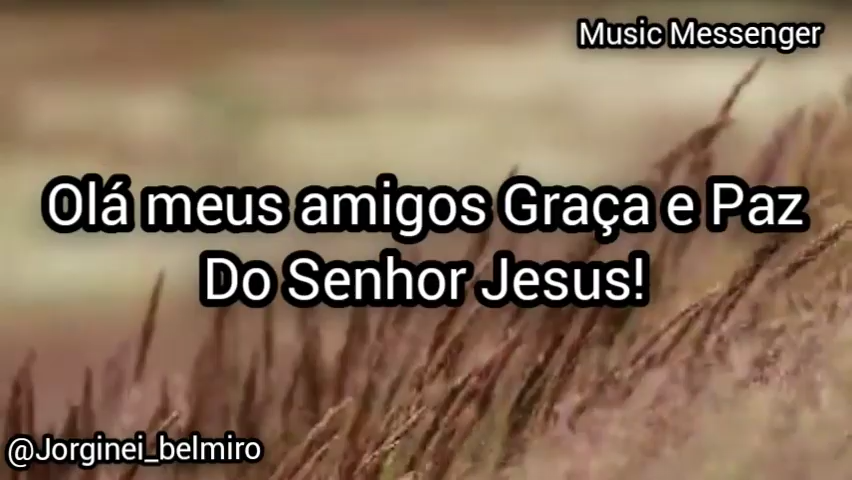 Music Messenger
Olá meus amigos Graça e Paz
Do Senhor Jesus!
@Jorginei_belmiro